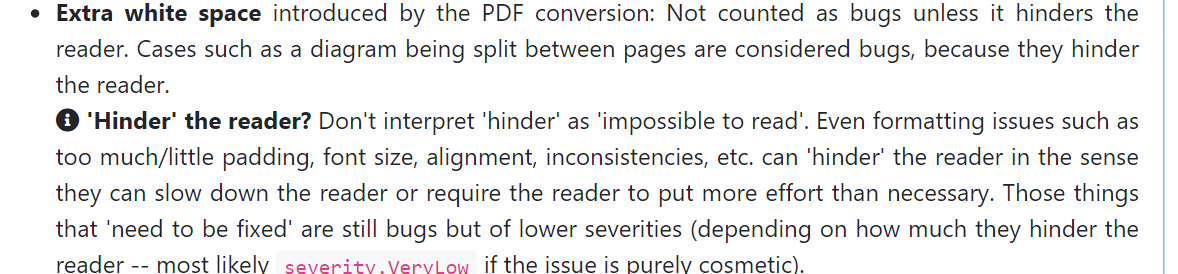 • Extra white space introduced by the PDF conversion: Not counted as bugs unless it hinders the
reader. Cases such as a diagram being split between pages are considered bugs, because they hinder
the reader.
'Hinder' the reader? Don't interpret 'hinder' as 'impossible to read'. Even formatting issues such as
too much/little padding, font size, alignment, inconsistencies, etc. can 'hinder' the reader in the sense
they can slow down the reader or require the reader to put more effort than necessary. Those things
that 'need to be fixed' are still bugs but of lower severities (depending on how much they hinder the
reader -- most likely severity.VeryLow if the issue is purely cosmetic).